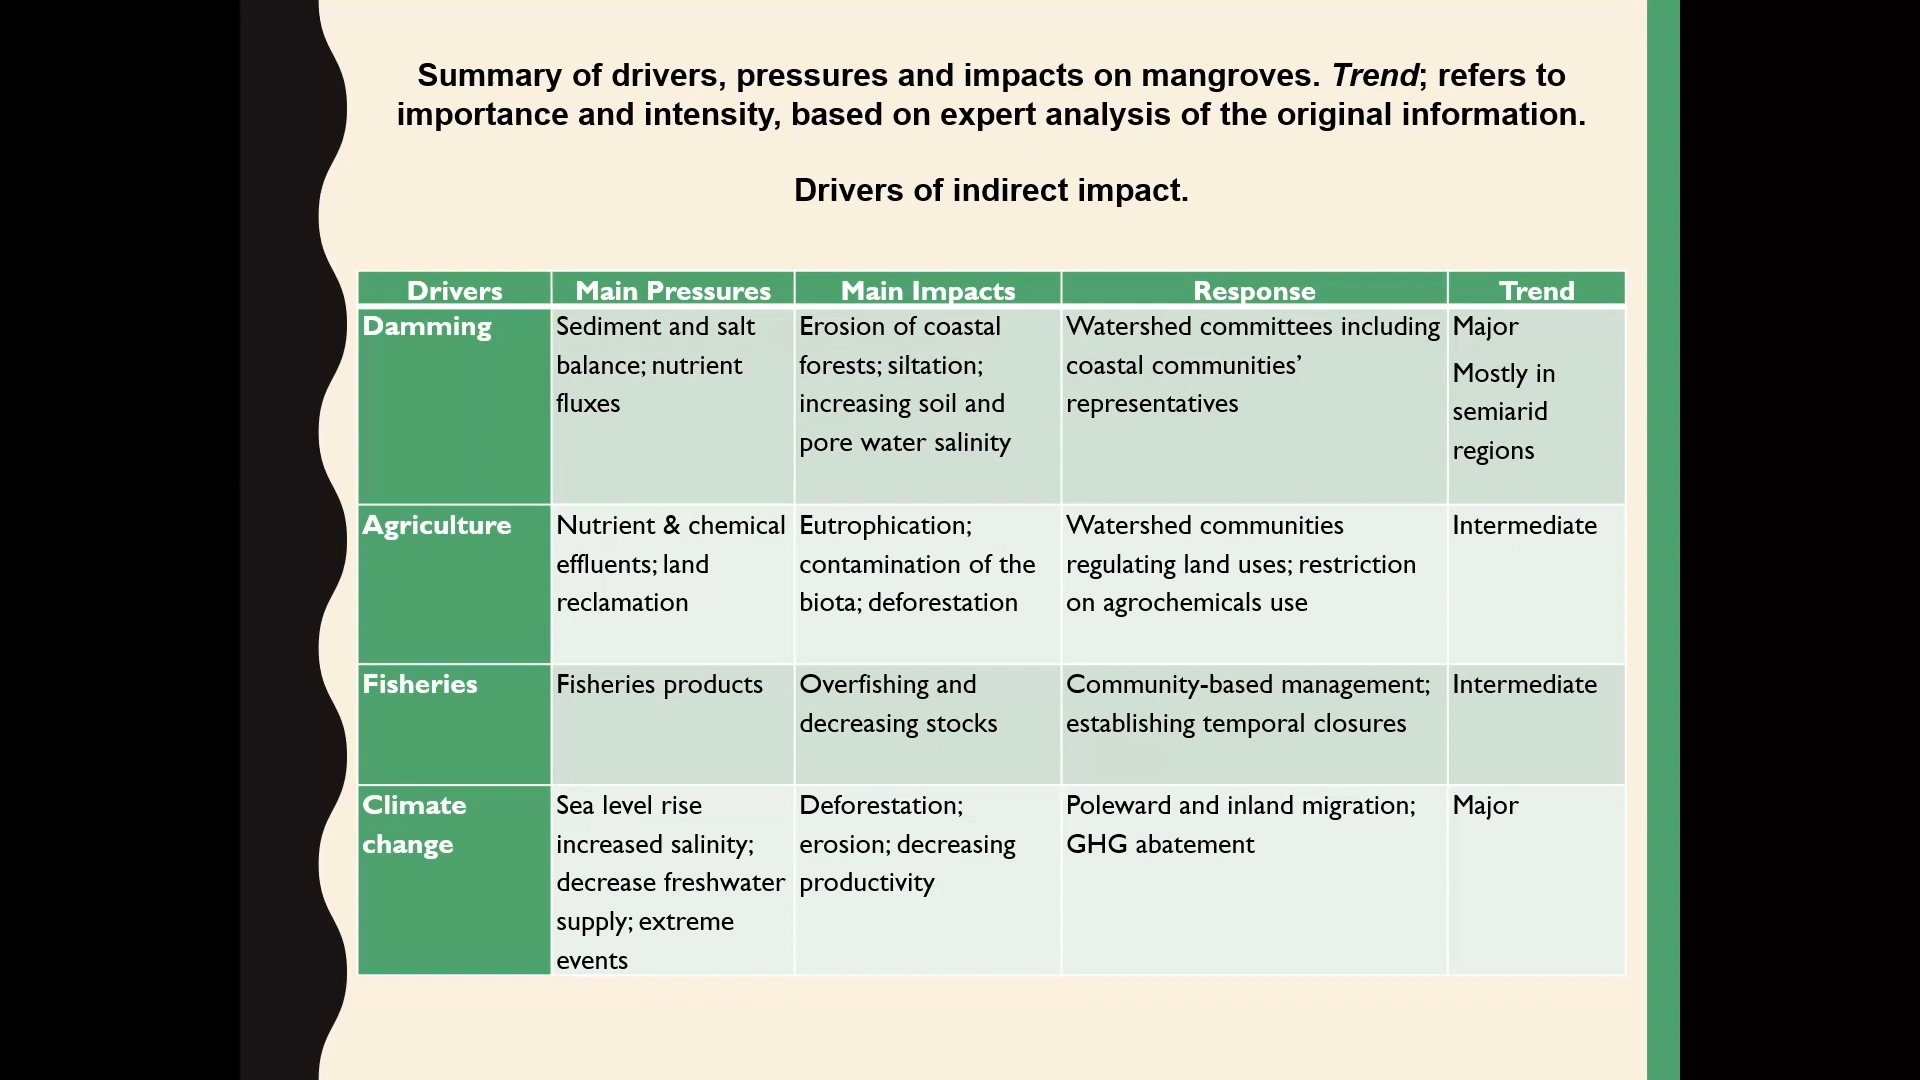 Summary of drivers, pressures and impacts on mangroves. Trend; refers to
importance and intensity, based on expert analysis of the original information.
Drivers of indirect impact.
Drivers
Main Pressures
Main Impacts
Response
Trend
Damming
Sediment and salt
balance; nutrient
fluxes
Erosion of coastal
forests; siltation;
increasing soil and
pore water salinity
Watershed committees including
coastal communities’
representatives
Major
Mostly in
semiarid
regions
Agriculture
Nutrient & chemical
effluents; land
reclamation
Eutrophication;
contamination of the
biota; deforestation
Watershed communities
regulating land uses; restriction
on agrochemicals use
Intermediate
Fisheries
Fisheries products
Overfishing and
decreasing stocks
Community-based management;
establishing temporal closures
Intermediate
Climate
change
Sea level rise
increased salinity;
decrease freshwater
supply; extreme
events
Deforestation;
erosion; decreasing
productivity
Poleward and inland migration;
GHG abatement
Major